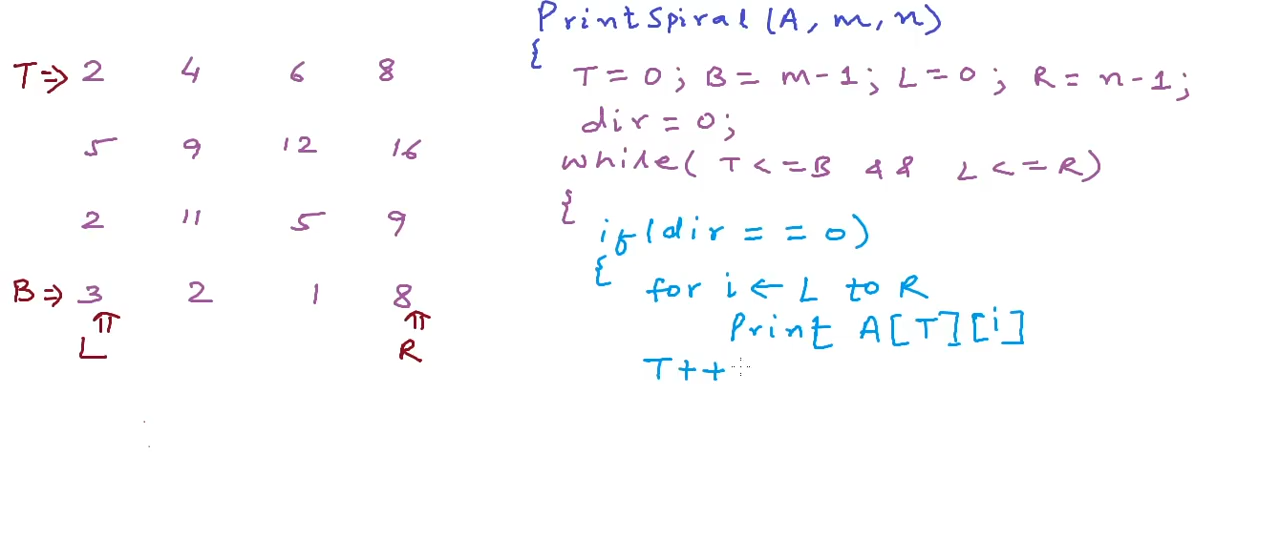 T⇒ 2 4 6 8
5 9 12 16
2 11 5 9
B⇒ 3 2 1 8
⇑ ⇑
L R
PrintSpiral(A, m, n)
{
T = 0; B = m-1; L = 0; R = n-1;
dir = 0;
while( T <= B && L <= R)
{
if(dir == 0)
{
for i ← L to R
Print A[T][i]
T++